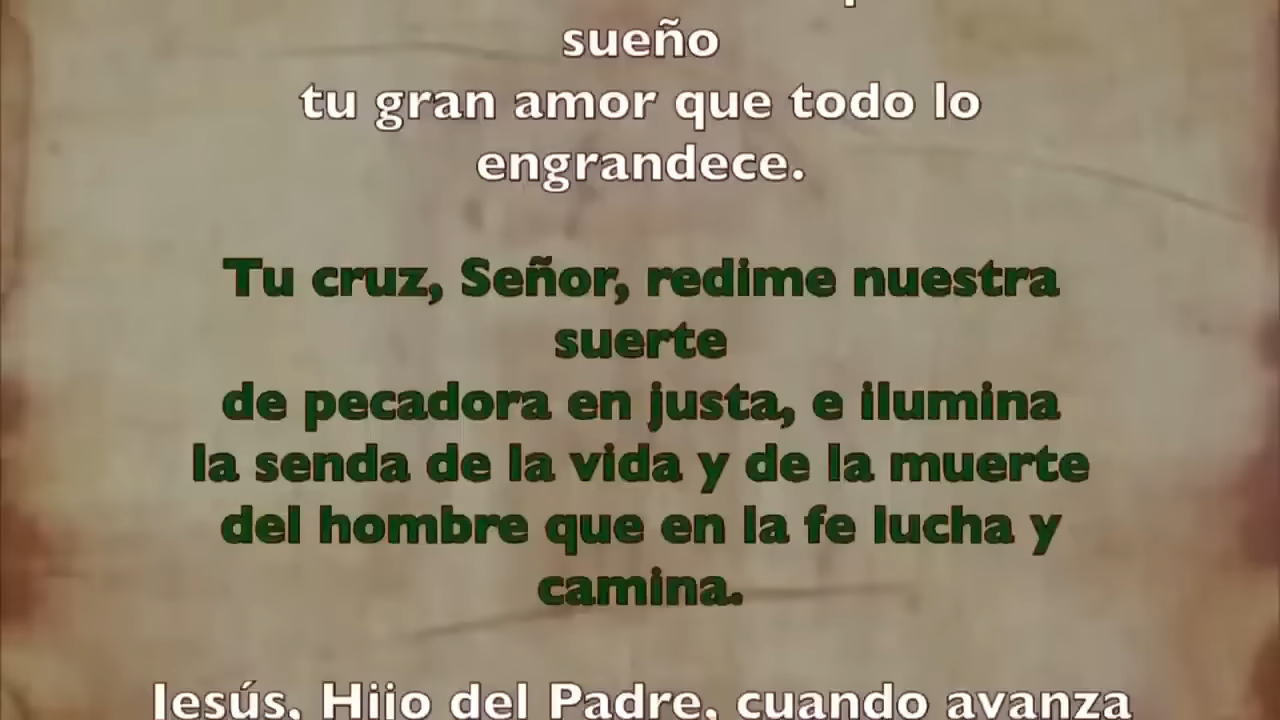 sueño
tu gran amor que todo lo
engrandece.
Tu cruz, Señor, redime nuestra
suerte
de pecadora en justa, e ilumina
la senda de la vida y de la muerte
del hombre que en la fe lucha y
camina.
Jesús, Hijo del Padre, cuando avanza